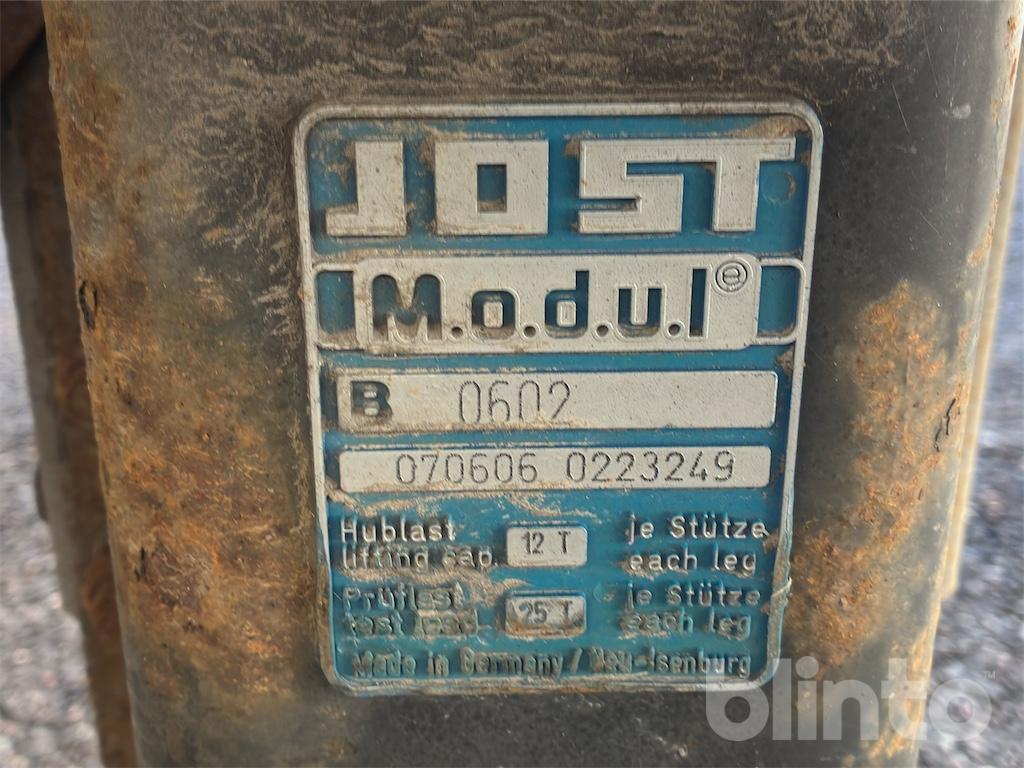 JOST
M.o.d.u.l ®
B 0602
070606 0223249
Hublast 12 T je Stütze
lifting cap. each leg
Prüflast 25 T je Stütze
test load each leg
Made in Germany / Neu-Isenburg
blinto™